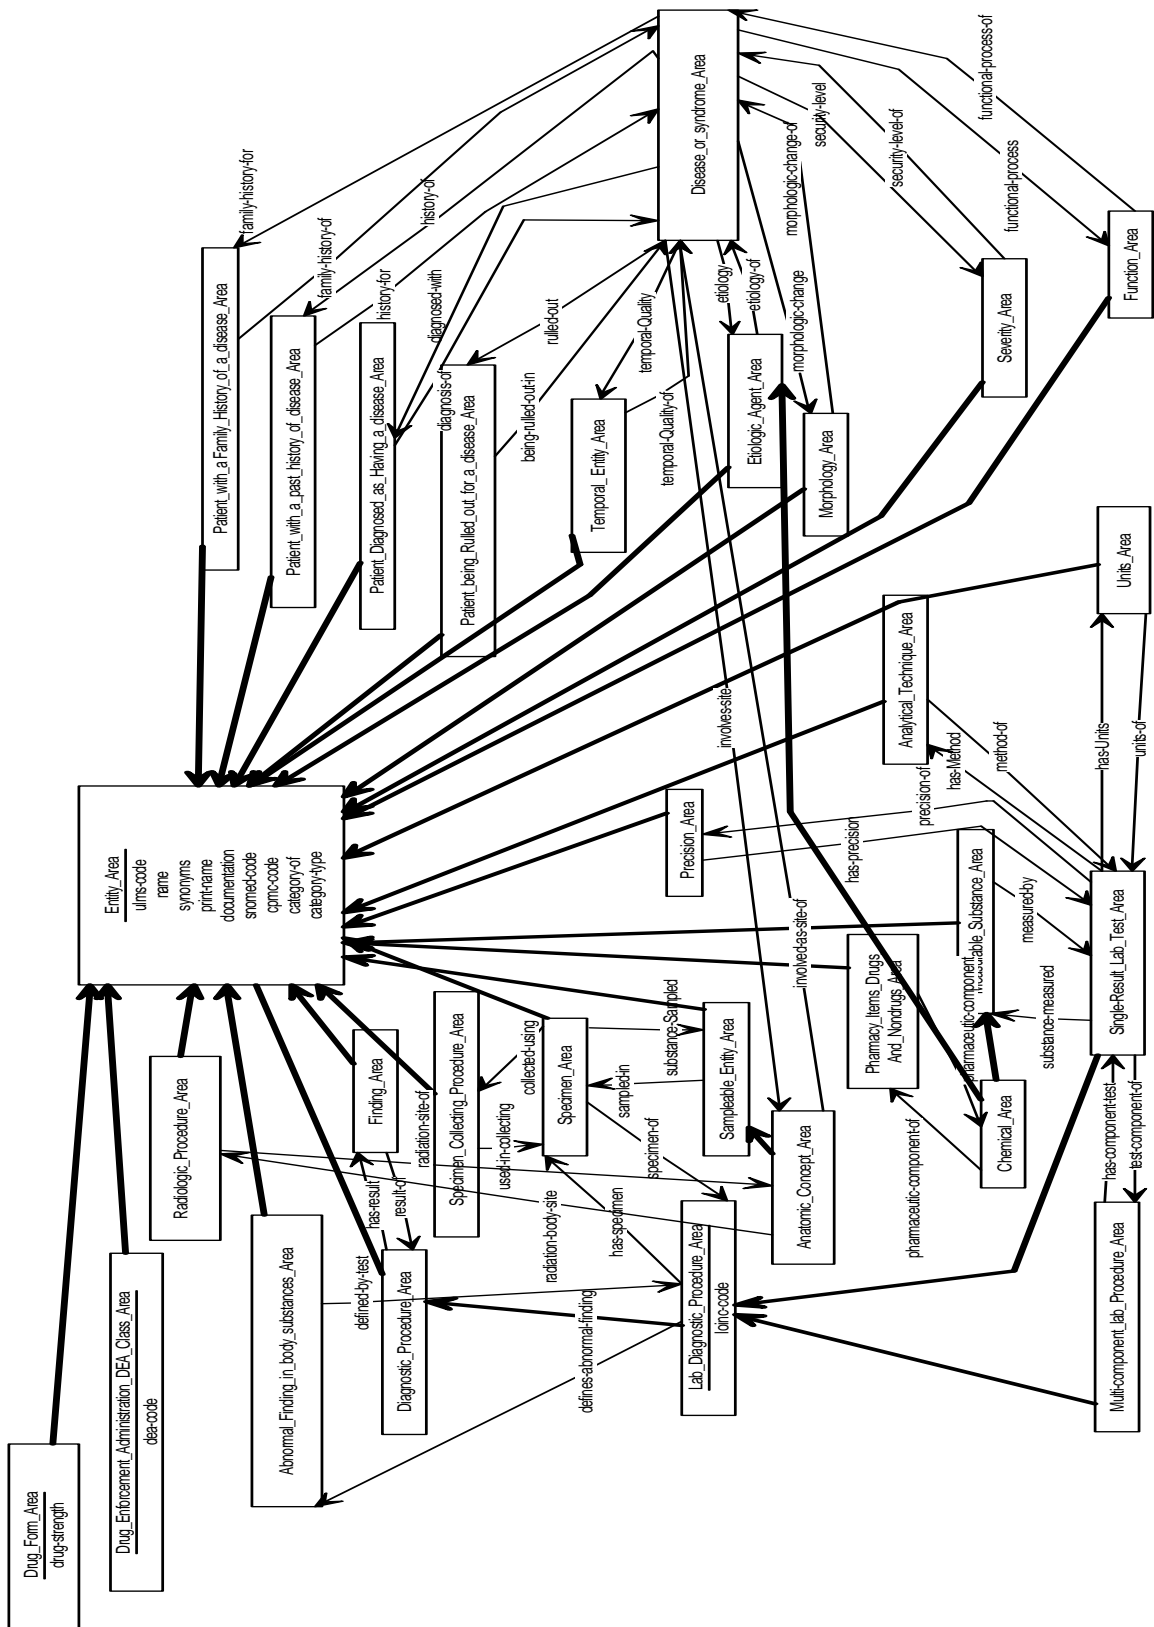 Drug_Form_Area
drug-strength
Drug_Enforcement_Administration_DEA_Class_Area
dea-code
Entity_Area
ulms-code
name
synonyms
print-name
documentation
snomed-code
cpmc-code
category-of
category-type
Radiologic_Procedure_Area
Abnormal_Finding_in_body_substances_Area
Patient_with_a Family_History_of_a_disease_Area
family-history-for
Patient_with_a_past_history_of_disease_Area
family-history-of
family-history-of
Patient_Diagnosed_as_Having_a_disease_Area
history-for
history-of
defined-by-test
has-result
result-of
Finding_Area
Diagnostic_Procedure_Area
radiation-site-of
diagnosed-with
diagnosis-of
Specimen_Collecting_Procedure_Area
Patient_being_Rulled_out_for_a_disease_Area
used-in-collecting
collected-using
being-rulled-out-in
rulled-out
radiation-body-site
Specimen_Area
defines-abnormal-finding
has-specimen
sampled-in
Temporal_Entity_Area
specimen-of
substance-Sampled
temporal-Quality
temporal-Quality-of
Lab_Diagnostic_Procedure_Area
loinc-code
Precision_Area
Disease_or_syndrome_Area
Sampleable_Entity_Area
involves-site
etiology
etiology-of
Etiologic_Agent_Area
Anatomic_Concept_Area
involved-as-site-of
morphologic-change
morphologic-change-of
security-level
Morphology_Area
has-precision
Pharmacy_Items_Drugs
And_Nondrugs_Area
security-level-of
Analytical_Technique_Area
pharmaceutic-component-of
precision-of
has-Method
pharmaceutic-component
Measurable_Substance_Area
functional-process
functional-process-of
method-of
Chemical_Area
Severity_Area
measured-by
substance-measured
has-Units
has-component-test
Single-Result_Lab_Test_Area
Multi-component_lab_Procedure_Area
Units_Area
Function_Area
test-component-of
units-of